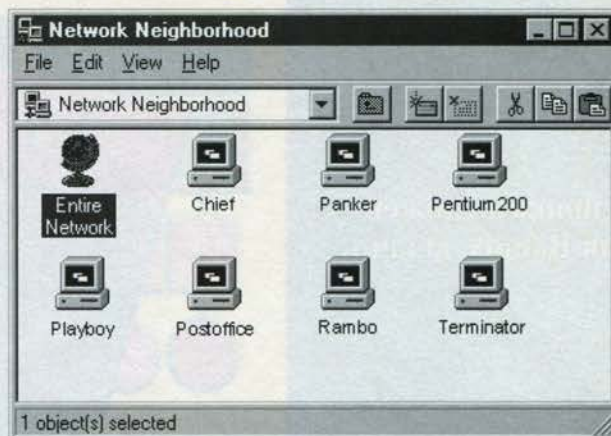 Network Neighborhood
File Edit View Help
Network Neighborhood
Entire Network
Chief
Panker
Pentium200
Playboy
Postoffice
Rambo
Terminator
1 object(s) selected